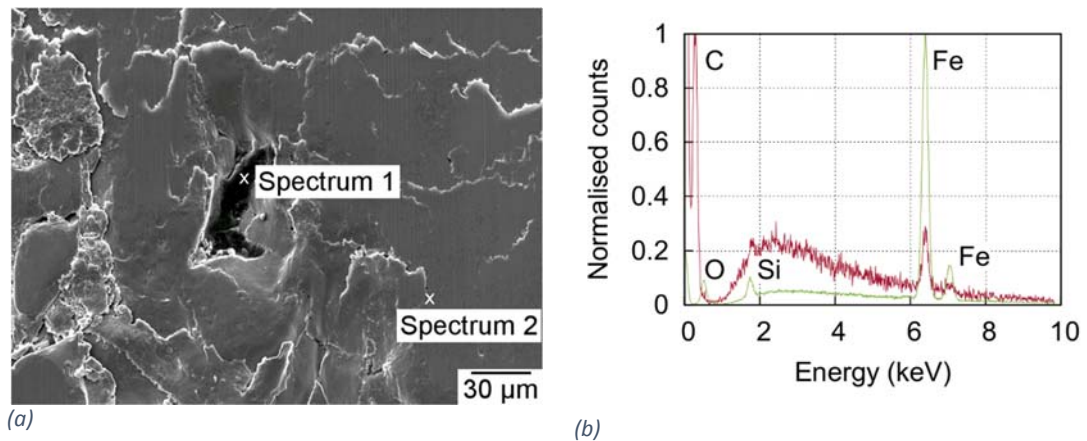 Spectrum 1
Spectrum 2
30 µm
(a)
Normalised counts
1
0.8
0.6
0.4
0.2
0
C
O
Si
Fe
Fe
0 2 4 6 8 10
Energy (keV)
(b)